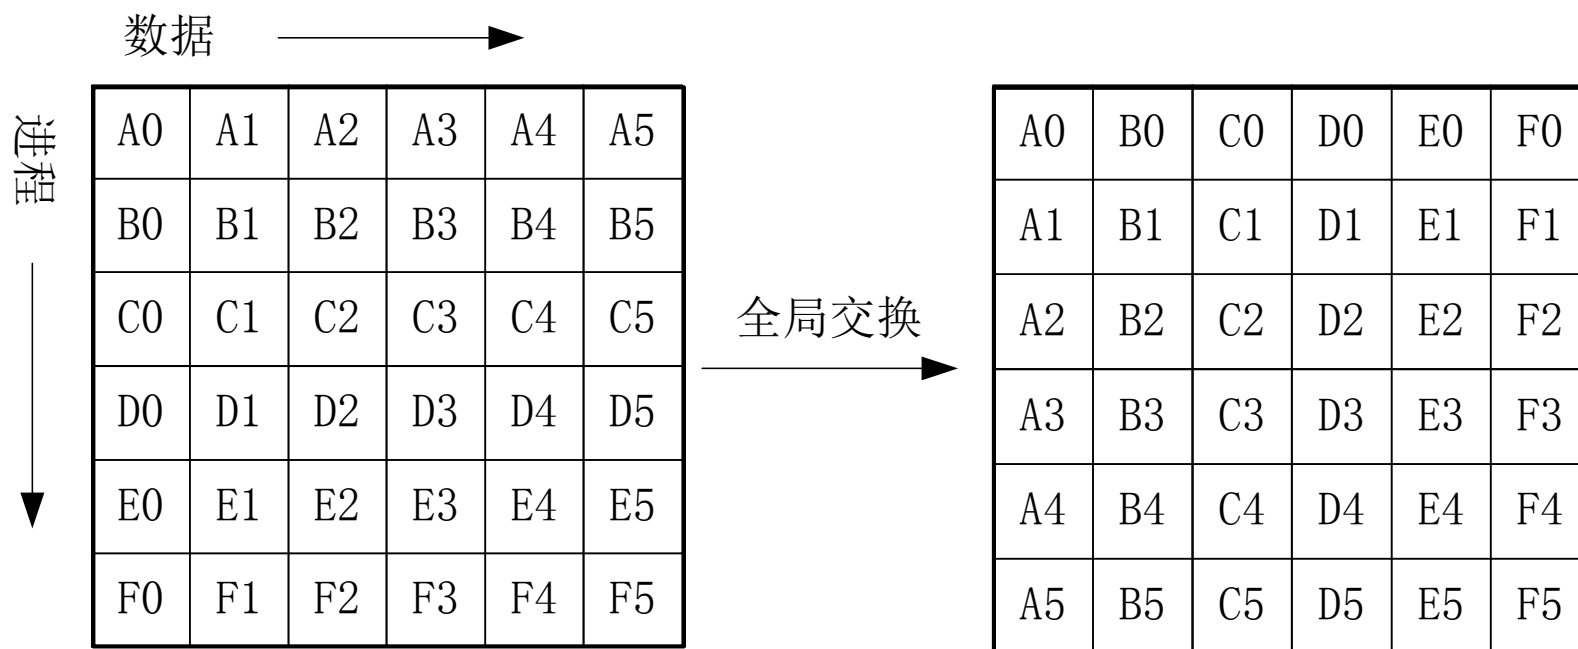 数据
进程
A0 A1 A2 A3 A4 A5
B0 B1 B2 B3 B4 B5
C0 C1 C2 C3 C4 C5
D0 D1 D2 D3 D4 D5
E0 E1 E2 E3 E4 E5
F0 F1 F2 F3 F4 F5
全局交换
A0 B0 C0 D0 E0 F0
A1 B1 C1 D1 E1 F1
A2 B2 C2 D2 E2 F2
A3 B3 C3 D3 E3 F3
A4 B4 C4 D4 E4 F4
A5 B5 C5 D5 E5 F5